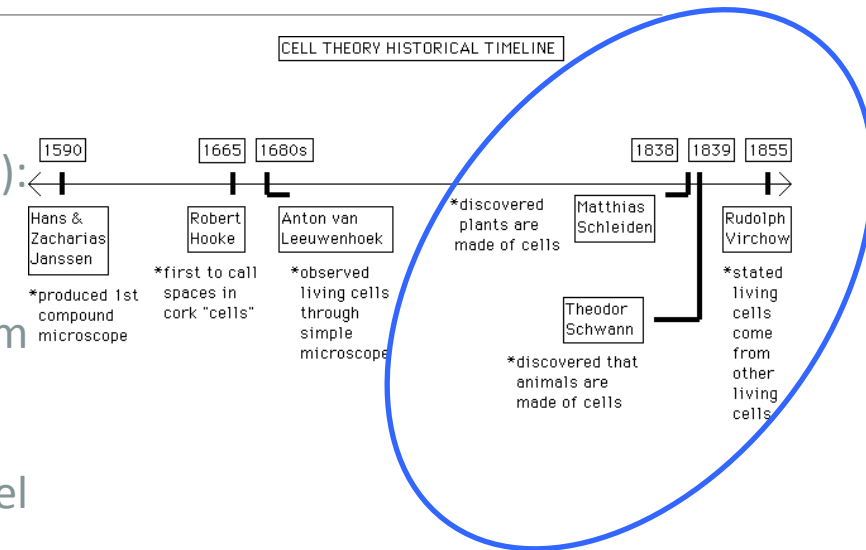 CELL THEORY HISTORICAL TIMELINE
):
m
el
1590
1665
1680s
1838
1839
1855
Hans &
Zacharias
Janssen
*produced 1st
compound
microscope
Robert
Hooke
*first to call
spaces in
cork "cells"
Anton van
Leeuwenhoek
*observed
living cells
through
simple
microscope
*discovered
plants are
made of cells
Matthias
Schleiden
Theodor
Schwann
*discovered that
animals are
made of cells
Rudolph
Virchow
*stated
living
cells
come
from
other
living
cells